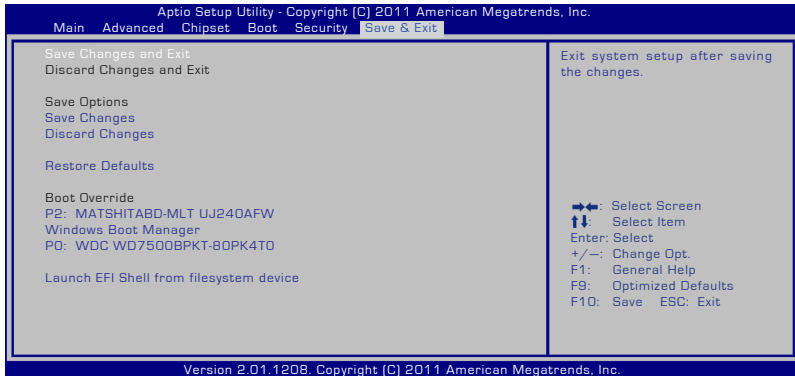 Aptio Setup Utility - Copyright (C) 2011 American Megatrends, Inc.
Main Advanced Chipset Boot Security Save & Exit
Save Changes and Exit
Discard Changes and Exit
Save Options
Save Changes
Discard Changes
Restore Defaults
Boot Override
P2: MATSHITABD-MLT UJ240AFW
Windows Boot Manager
P0: WDC WD7500BPKT-80PK4T0
Launch EFI Shell from filesystem device
Exit system setup after saving
the changes.
→←: Select Screen
↑↓: Select Item
Enter: Select
+/—: Change Opt.
F1: General Help
F9: Optimized Defaults
F10: Save ESC: Exit
Version 2.01.1208. Copyright (C) 2011 American Megatrends, Inc.